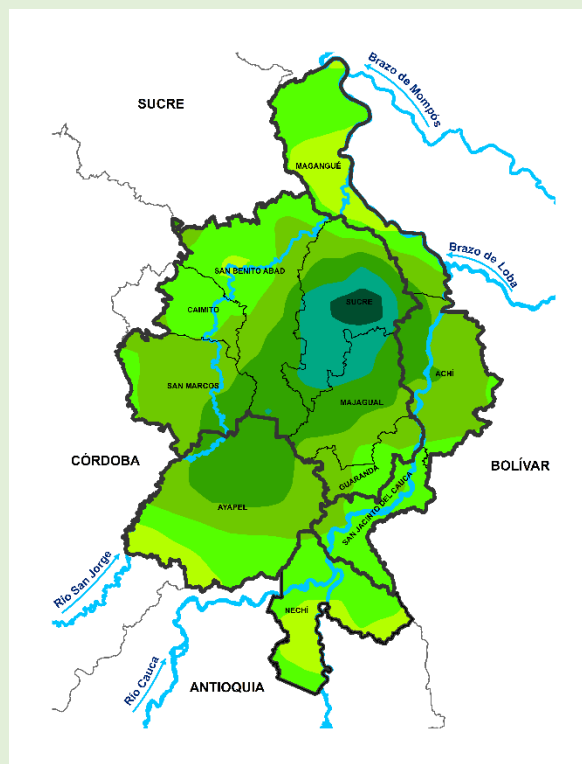 Brazo de Mompós
SUCRE
MAGANGUÉ
Brazo de Loba
SAN BENITO ABAD
SUCRE
CAIMITO
ACHÍ
SAN MARCOS
MAJAGUAL
CÓRDOBA
BOLÍVAR
GUARANDA
SAN JACINTO DEL CAUCA
AYAPEL
Río San Jorge
NECHÍ
Río Cauca
ANTIOQUIA